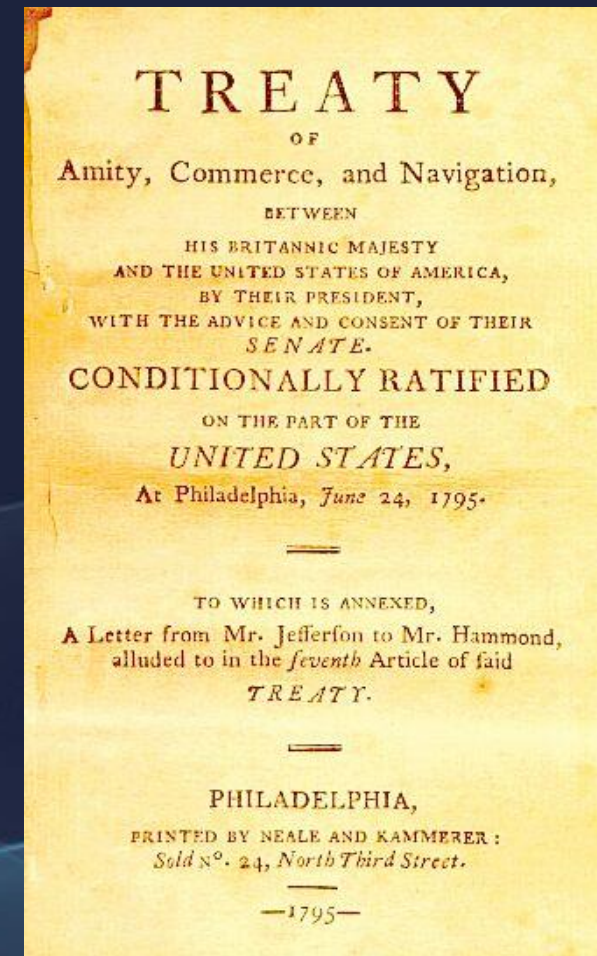 TREATY
OF
Amity, Commerce, and Navigation,
BETWEEN
HIS BRITANNIC MAJESTY
AND THE UNITED STATES OF AMERICA,
BY THEIR PRESIDENT,
WITH THE ADVICE AND CONSENT OF THEIR
SENATE.
CONDITIONALLY RATIFIED
ON THE PART OF THE
UNITED STATES,
At Philadelphia, June 24, 1795.
TO WHICH IS ANNEXED,
A Letter from Mr. Jefferſon to Mr. Hammond,
alluded to in the ſeventh Article of ſaid
TREATY.
PHILADELPHIA,
PRINTED BY NEALE AND KAMMERER:
Sold Nº. 24, North Third Street.
—1795—